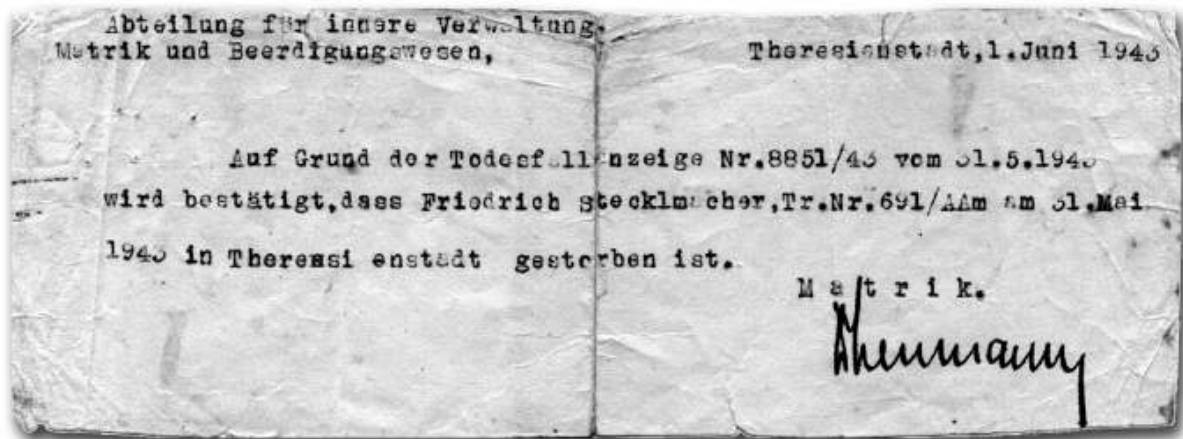 Abteilung für innere Verwaltung.
Matrik und Beerdigungswesen, Theresienstadt,1.Juni 1943
Auf Grund der Todesfallanzeige Nr.8851/43 vom 31.5.1943
wird bestätigt,dass Friedrich Stecklmacher,Tr.Nr.691/AAm am 31.Mai
1943 in Theressi enstadt gestorben ist.
M a t r i k.